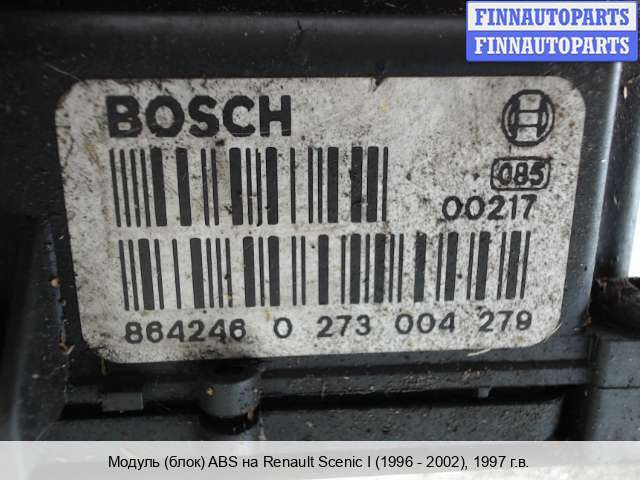 FINNAUTOPARTS
FINNAUTOPARTS
BOSCH
085
00217
864246 0 273 004 279
Модуль (блок) ABS на Renault Scenic I (1996 - 2002), 1997 г.в.